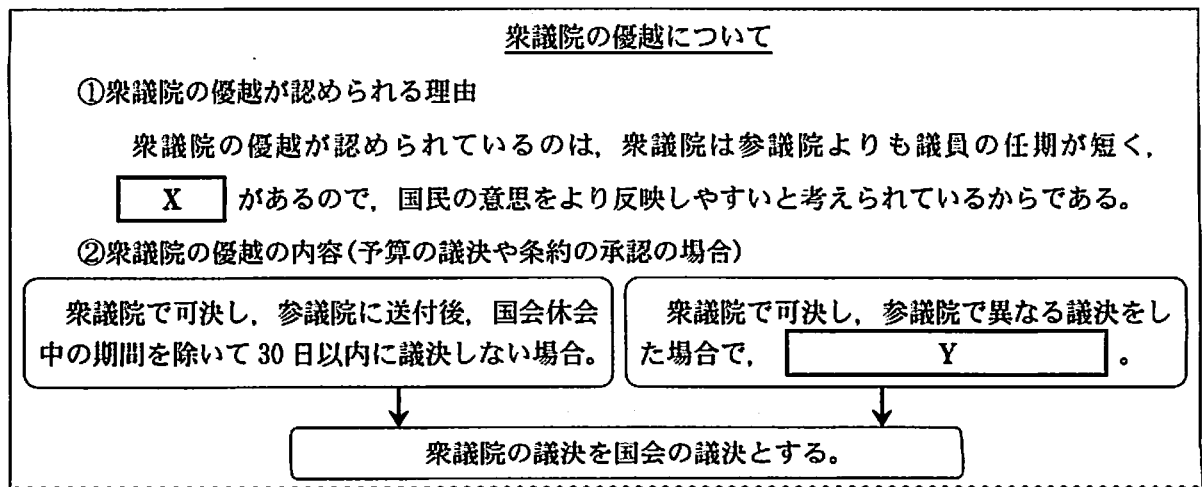 衆議院の優越について
①衆議院の優越が認められる理由
衆議院の優越が認められているのは，衆議院は参議院よりも議員の任期が短く，
X があるので，国民の意思をより反映しやすいと考えられているからである。
②衆議院の優越の内容(予算の議決や条約の承認の場合)
衆議院で可決し，参議院に送付後，国会休会
中の期間を除いて 30 日以内に議決しない場合。
衆議院で可決し，参議院で異なる議決をし
た場合で， Y 。
衆議院の議決を国会の議決とする。